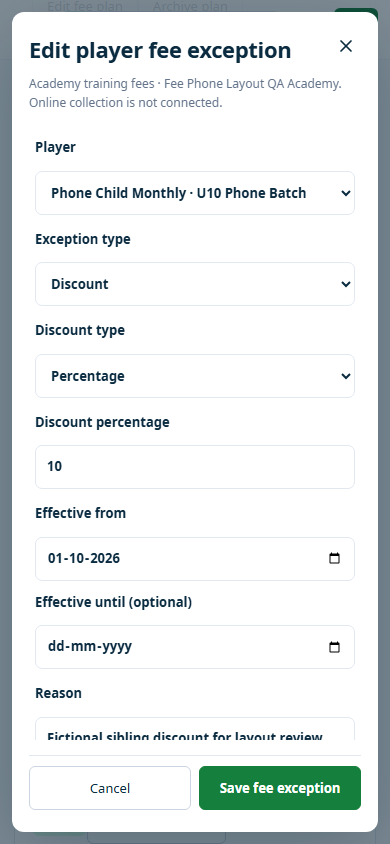 Edit fee plan Archive plan
Edit player fee exception
Academy training fees · Fee Phone Layout QA Academy.
Online collection is not connected.
Player
Phone Child Monthly · U10 Phone Batch
Exception type
Discount
Discount type
Percentage
Discount percentage
10
Effective from
01-10-2026
Effective until (optional)
dd-mm-yyyy
Reason
Fictional sibling discount for layout review
Cancel
Save fee exception